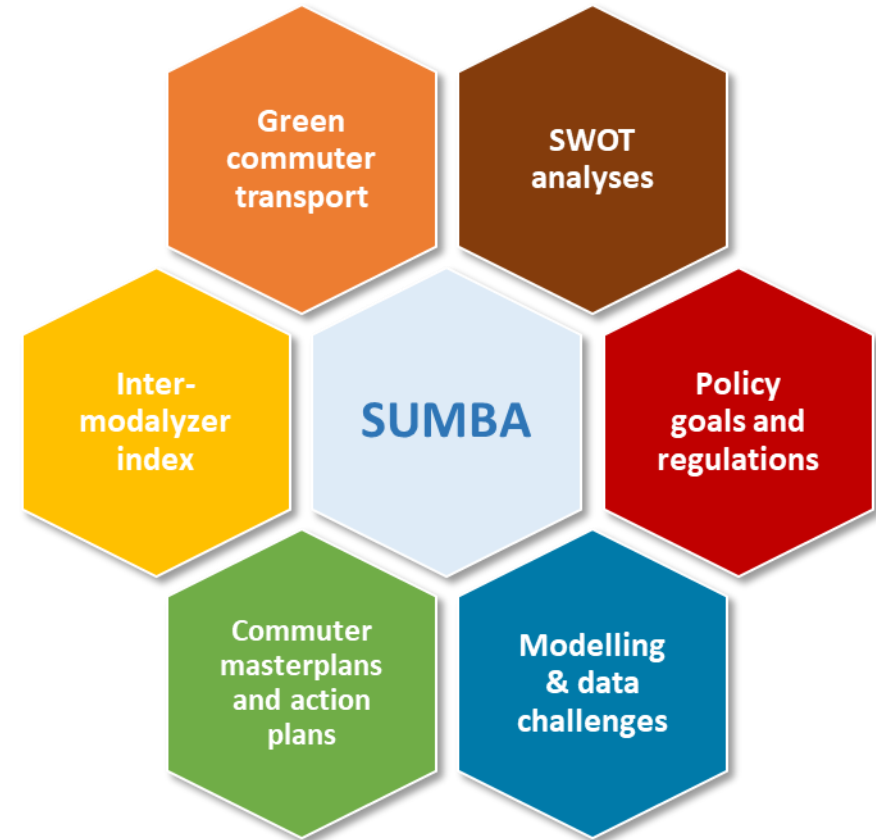 Green
commuter
transport
SWOT
analyses
Inter-
modalyzer
index
SUMBA
Policy
goals and
regulations
Commuter
masterplans
and action
plans
Modelling
& data
challenges